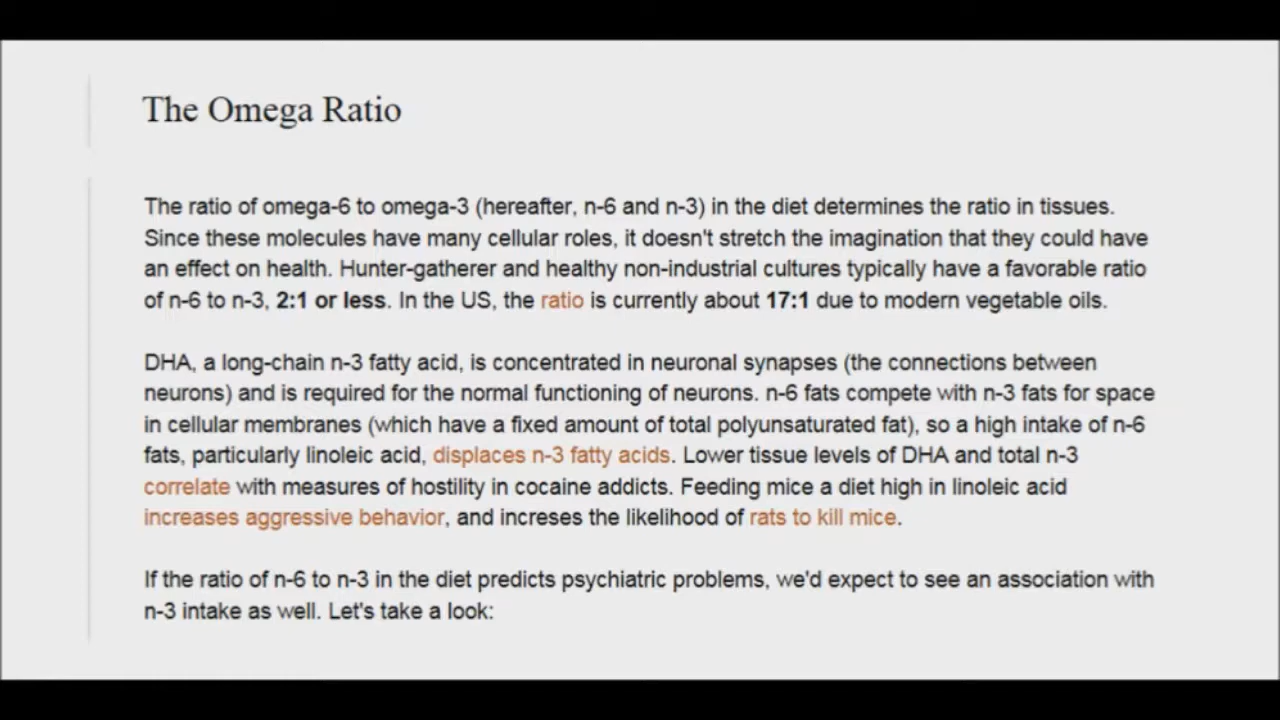 The Omega Ratio
The ratio of omega-6 to omega-3 (hereafter, n-6 and n-3) in the diet determines the ratio in tissues.
Since these molecules have many cellular roles, it doesn't stretch the imagination that they could have
an effect on health. Hunter-gatherer and healthy non-industrial cultures typically have a favorable ratio
of n-6 to n-3, 2:1 or less. In the US, the ratio is currently about 17:1 due to modern vegetable oils.
DHA, a long-chain n-3 fatty acid, is concentrated in neuronal synapses (the connections between
neurons) and is required for the normal functioning of neurons. n-6 fats compete with n-3 fats for space
in cellular membranes (which have a fixed amount of total polyunsaturated fat), so a high intake of n-6
fats, particularly linoleic acid, displaces n-3 fatty acids. Lower tissue levels of DHA and total n-3
correlate with measures of hostility in cocaine addicts. Feeding mice a diet high in linoleic acid
increases aggressive behavior, and increses the likelihood of rats to kill mice.
If the ratio of n-6 to n-3 in the diet predicts psychiatric problems, we'd expect to see an association with
n-3 intake as well. Let's take a look: